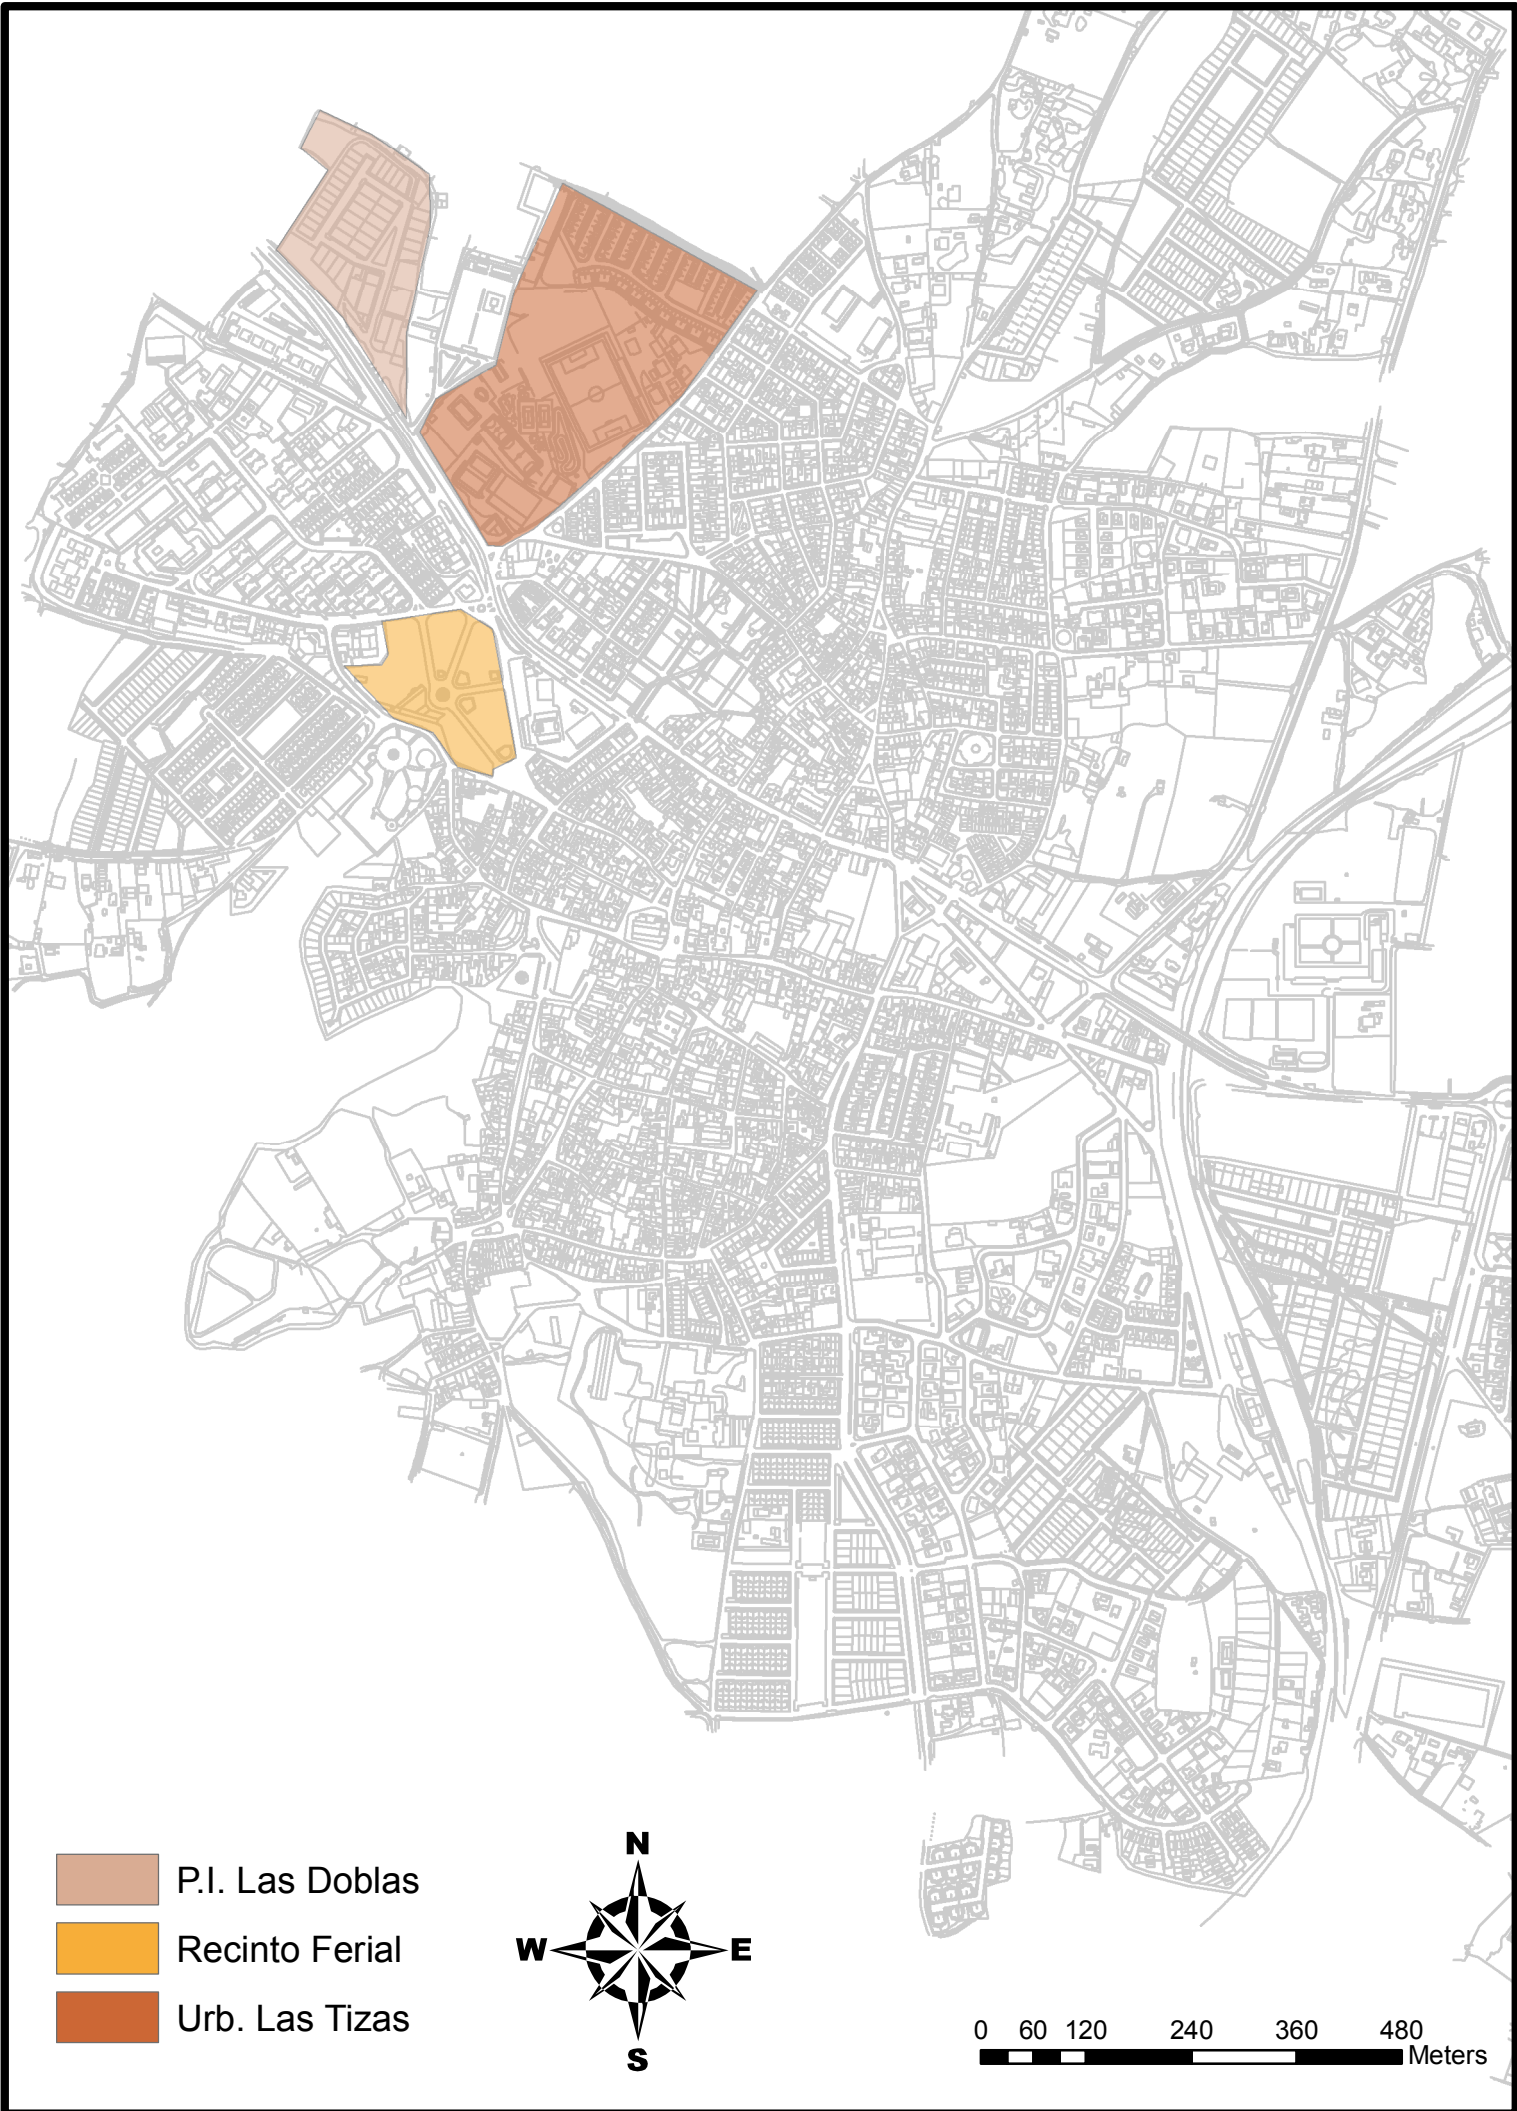 P.I. Las Doblas
Recinto Ferial
Urb. Las Tizas
N
W E
S
0 60 120 240 360 480
Meters